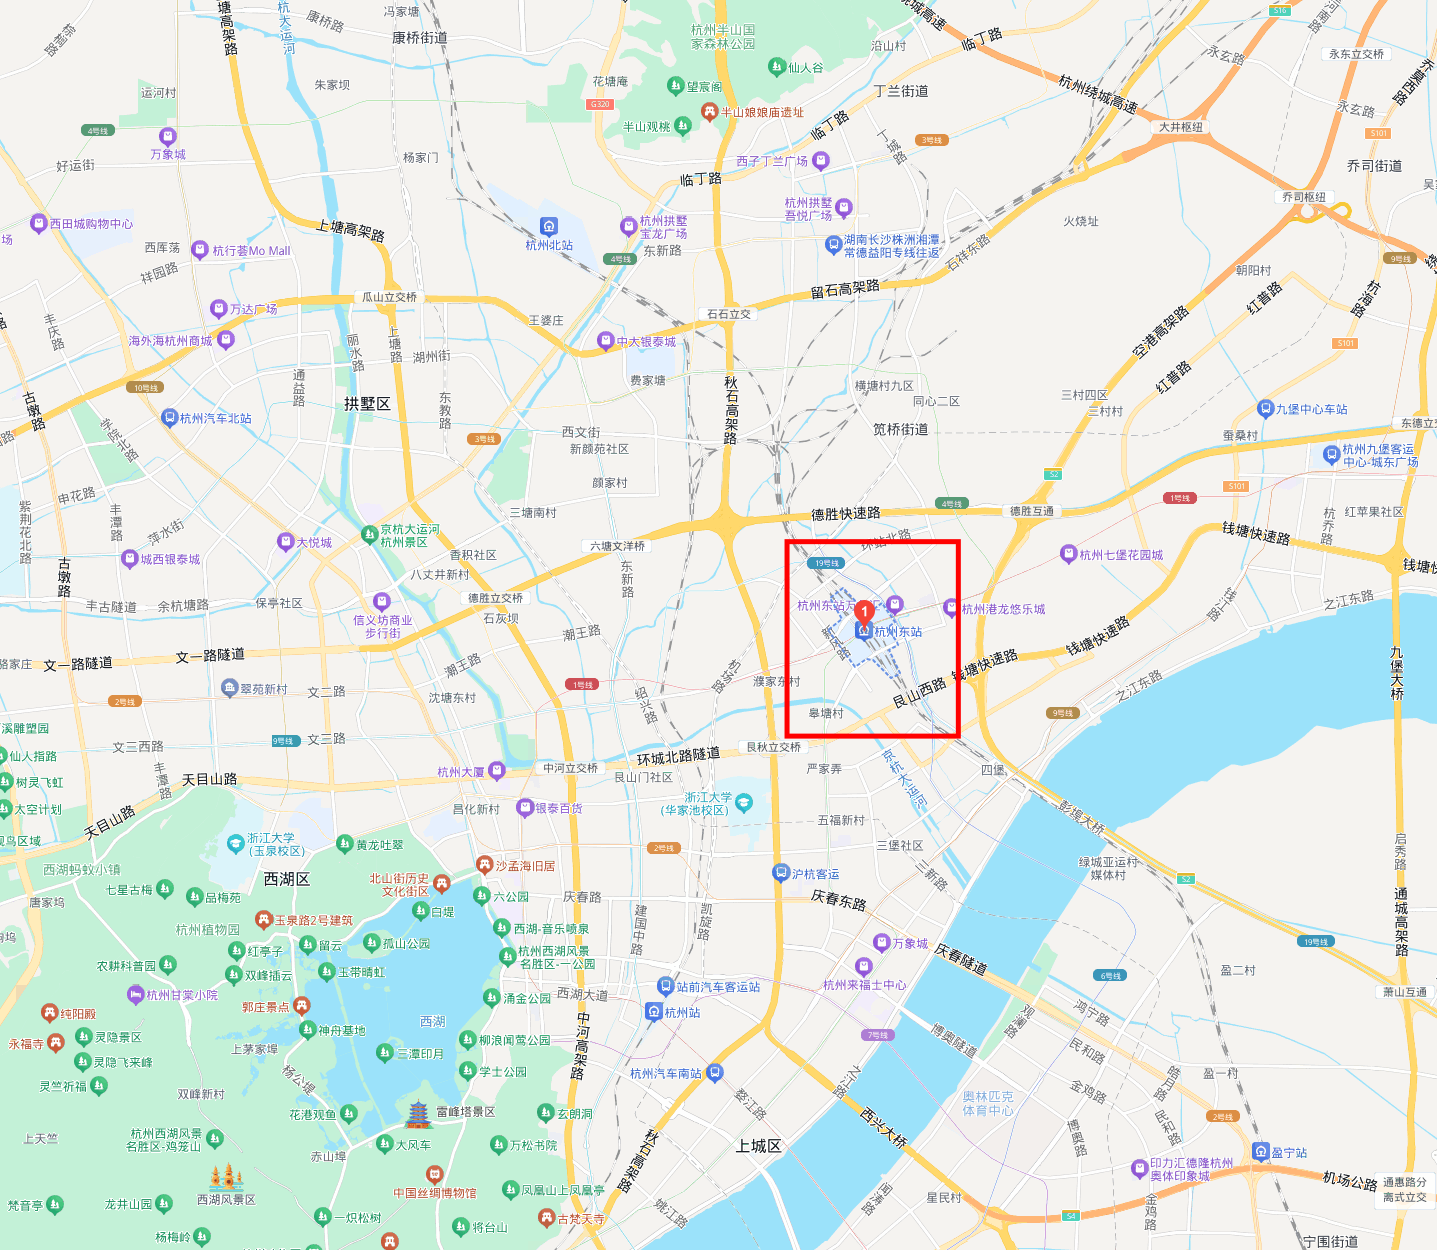 杭大运河
塘高架路
冯家塘
康桥路
康桥街道
杭州半山国
家森林公园
沿山村
绕城高速
临丁路
S16
永玄路
永东立交桥
乔莫西路
朱家坝
运河村
花塘庵
望宸阁
仙人谷
丁兰街道
杭州绕城高速
永玄路
G320
半山娘娘庙遗址
半山观桃
临丁路
丁城路
3号线
大井枢纽
S101
4号线
万象城
好运街
杨家门
西子丁兰广场
乔司街道
临丁路
乔司枢纽
西田城购物中心
杭州拱墅
吾悦广场
杭州拱墅
宝龙广场
火烧址
场
上塘高架路
杭州北站
西厍荡
杭行荟Mo Mall
东新路
湖南长沙株洲湘潭
常德益阳专线往返
石祥东路
4号线
9号线
祥园路
朝阳村
留石高架路
瓜山立交桥
红普路
杭海路
万达广场
石石立交
王婆庄
空港高架路
丰庆路
海外海杭州商城
丽水路
上塘路
中大银泰城
S101
湖州街
10号线
通益路
费家塘
秋石高架路
横塘村九区
红普路
古墩路
拱墅区
东教路
同心二区
三村四区
三村村
杭州汽车北站
九堡中心车站
学院北路
3号线
西文街
新颜苑社区
笕桥街道
蚕桑村
东德立交
杭州九堡客运
中心-城东广场
S2
颜家村
申花路
S101
1号线
紫荆花北路
丰潭路
三塘南村
4号线
德胜快速路
德胜互通
杭乔路
红苹果社区
萍水街
京杭大运河
杭州景区
钱塘快速路
大悦城
六塘文洋桥
环站北路
城西银泰城
香积社区
杭州七堡花园城
古墩路
东新路
19号线
八丈井新村
德胜立交桥
丰古隧道
余杭塘路
保亭社区
石灰坝
钱江路
之江东路
信义坊商业
步行街
1
杭州港龙悠乐城
杭州东站
新风路
潮王路
钱塘快速路
骆家庄
文一路隧道
文一路隧道
潮王路
机场路
钱塘快速路
九堡大桥
翠苑新村
文二路
沈塘东村
1号线
濮家东村
艮山西路
之江东路
2号线
绍兴路
皋塘村
9号线
溪雕塑园
9号线
文三西路
文三路
艮秋立交桥
仙人指路
环城北路隧道
京杭大运河
树灵飞虹
丰潭路
天目山路
杭州大厦
中河立交桥
艮山门社区
严家弄
四堡
太空计划
天目山路
昌化新村
银泰百货
浙江大学
(华家池校区)
彭埠大桥
五福新村
浙江大学
(玉泉校区)
黄龙吐翠
2号线
三堡社区
启秀路
西湖蚂蚁小镇
沙孟海旧居
沪杭客运
三新路
绿城亚运村
媒体村
S2
西湖区
北山街历史
文化街区
七星古梅
品梅苑
六公园
庆春路
庆春东路
唐家坞
白堤
建国中路
凯旋路
通城高架路
玉泉路2号建筑
杭州植物园
西湖-音乐喷泉
留云
孤山公园
万象城
19号线
红亭子
杭州西湖风景
名胜区-一公园
庆春隧道
农耕科普园
双峰插云
玉带晴虹
杭州来福士中心
6号线
盈二村
站前汽车客运站
杭州甘棠小院
涌金公园
西湖大道
萧山互通
郭庄景点
杭州站
观澜路
鸿宁路
纯阳殿
西湖
神舟基地
中河高架路
7号线
博奥隧道
灵隐景区
柳浪闻莺公园
永福寺
上茅家埠
三潭印月
民和路
灵隐飞来峰
学士公园
杭州汽车南站
盈一村
灵竺祈福
杨公堤
之江路
金鸡路
双峰新村
婺江路
奥林匹克
体育中心
花港观鱼
雷峰塔景区
玄朗洞
2号线
民和路
西兴大桥
上天竺
杭州西湖风景
名胜区-鸡笼山
博奥路
秋石高架路
大风车
万松书院
上城区
盈宁站
赤山埠
印力汇德隆杭州
奥体印象城
中国丝绸博物馆
机场公路
通惠路分
离式立交
西湖风景区
凤凰山上凤凰亭
闻涛路
星民村
梵音亭
龙井山园
金鸡路
姚江路
一炽松树
古梵天寺
S4
将台山
杨梅岭
宁围街道